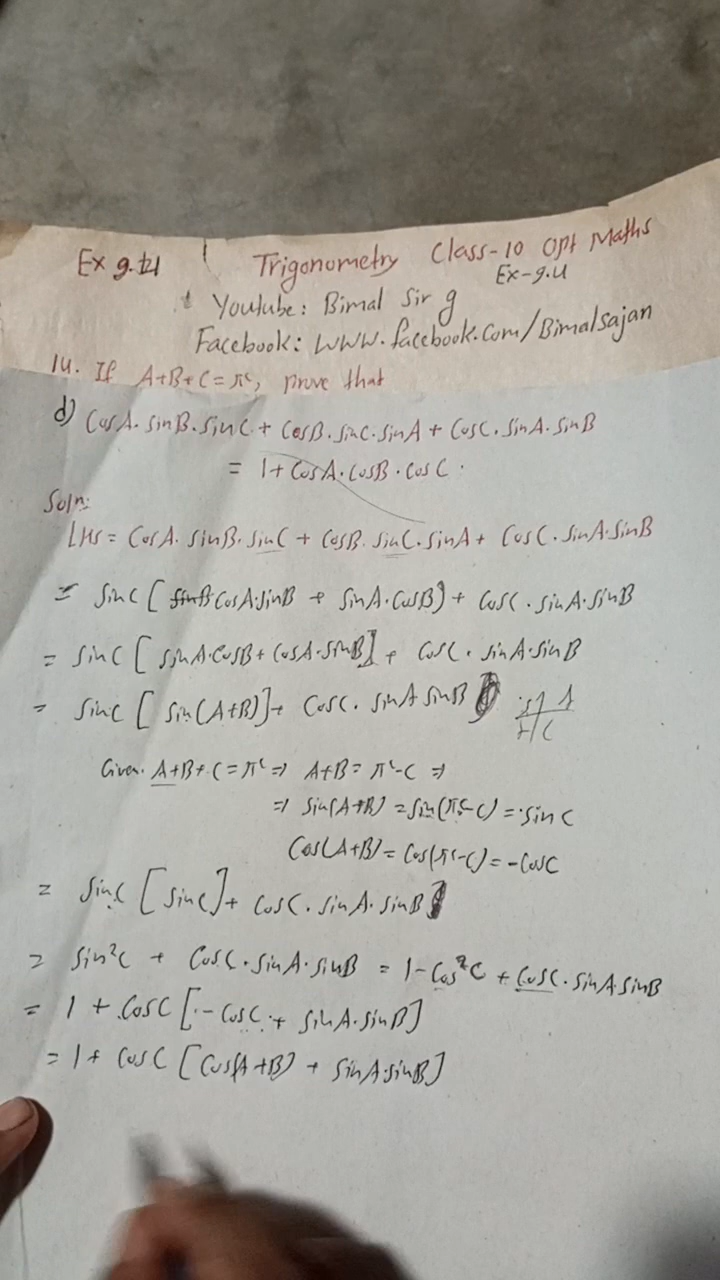 Ex 9.4 Trigonometry Class-10 Opt Maths
Ex-9.4
Youtube: Bimal Sir g
Facebook: www.facebook.com/Bimalsajan
14. If A+B+C=πᶜ, prove that
d) CosA.sinB.sinC + CosB.sinC.sinA + CosC.sinA.sinB
= 1+CosA.CosB.CosC.
Soln:
LHS = CosA.sinB.sinC + CosB.sinC.sinA + CosC.sinA.sinB
= sinC [ CosA.sinB + sinA.CosB] + CosC.sinA.sinB
= sinC [ sinA.CosB + CosA.sinB] + CosC.sinA.sinB
= sinC [ sin(A+B)] + CosC.sinA sinB
Given. A+B+C=πᶜ ⇒ A+B=πᶜ-C ⇒
⇒ sin(A+B) = sin(πᶜ-C) = sinC
Cos(A+B) = Cos(πᶜ-C) = -CosC
= sinC [sinC] + CosC.sinA.sinB
= sin²C + CosC.sinA.sinB = 1-Cos²C + CosC.sinA sinB
= 1 + CosC [-CosC + sinA.sinB]
= 1 + CosC [Cos(A+B) + sinA.sinB]